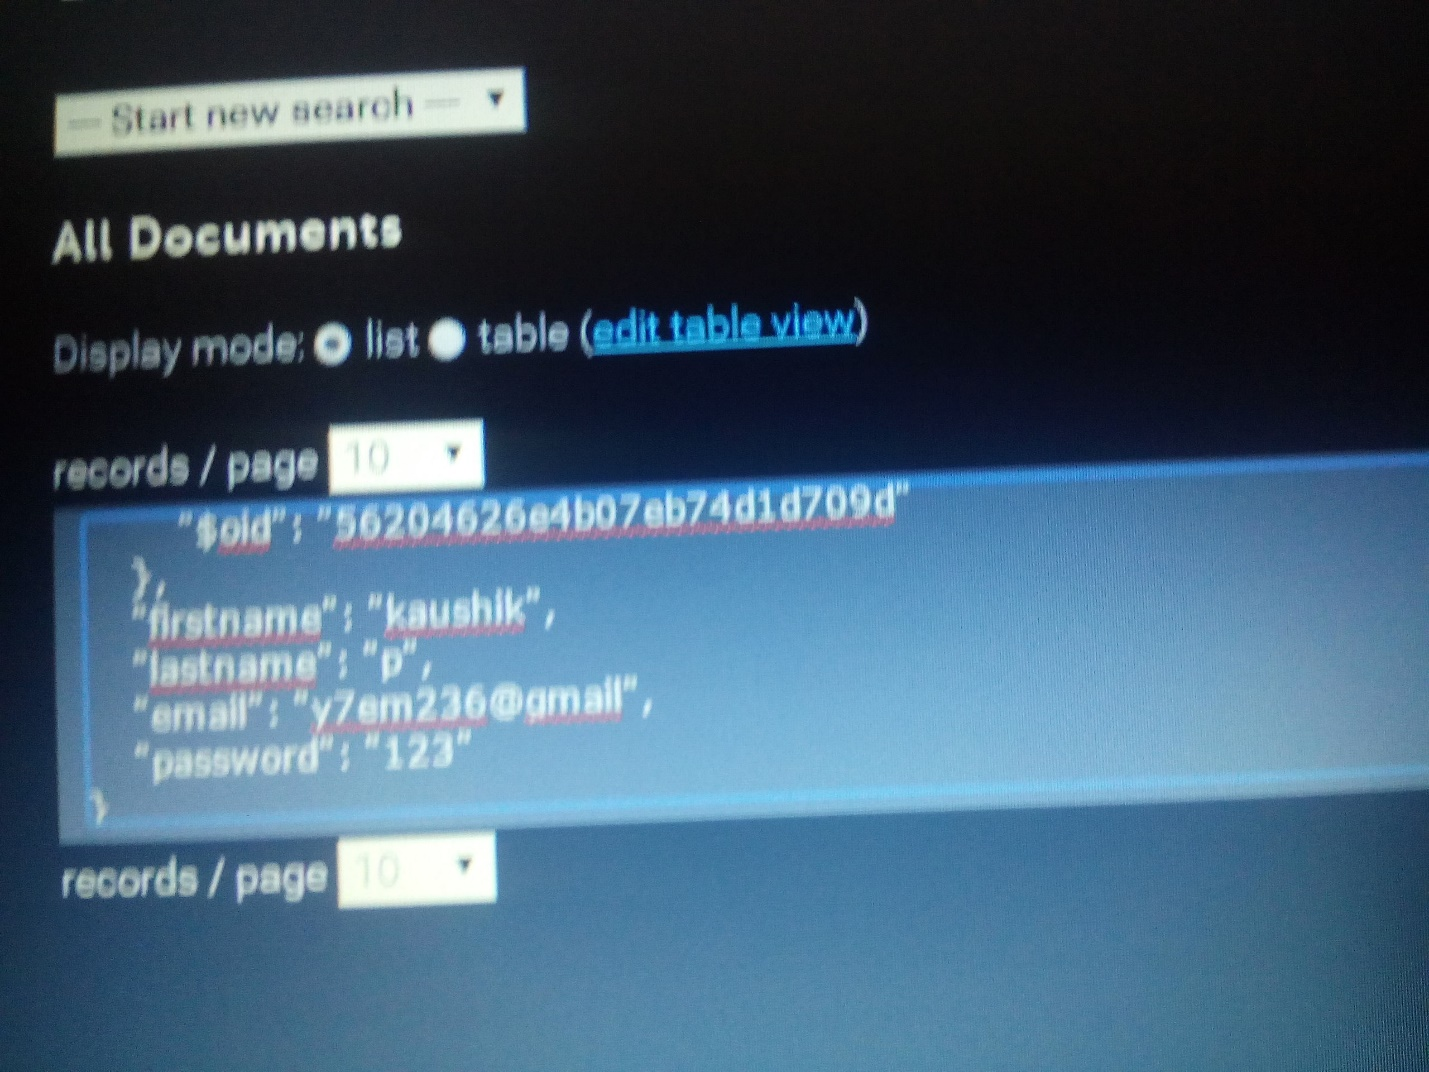 -- Start new search --
All Documents
Display mode: list table (edit table view)
records / page 10
"$oid": "56204626e4b07eb74d1d709d"
},
"firstname": "kaushik",
"lastname": "p",
"email": "y7em236@gmail",
"password": "123"
}
records / page 10